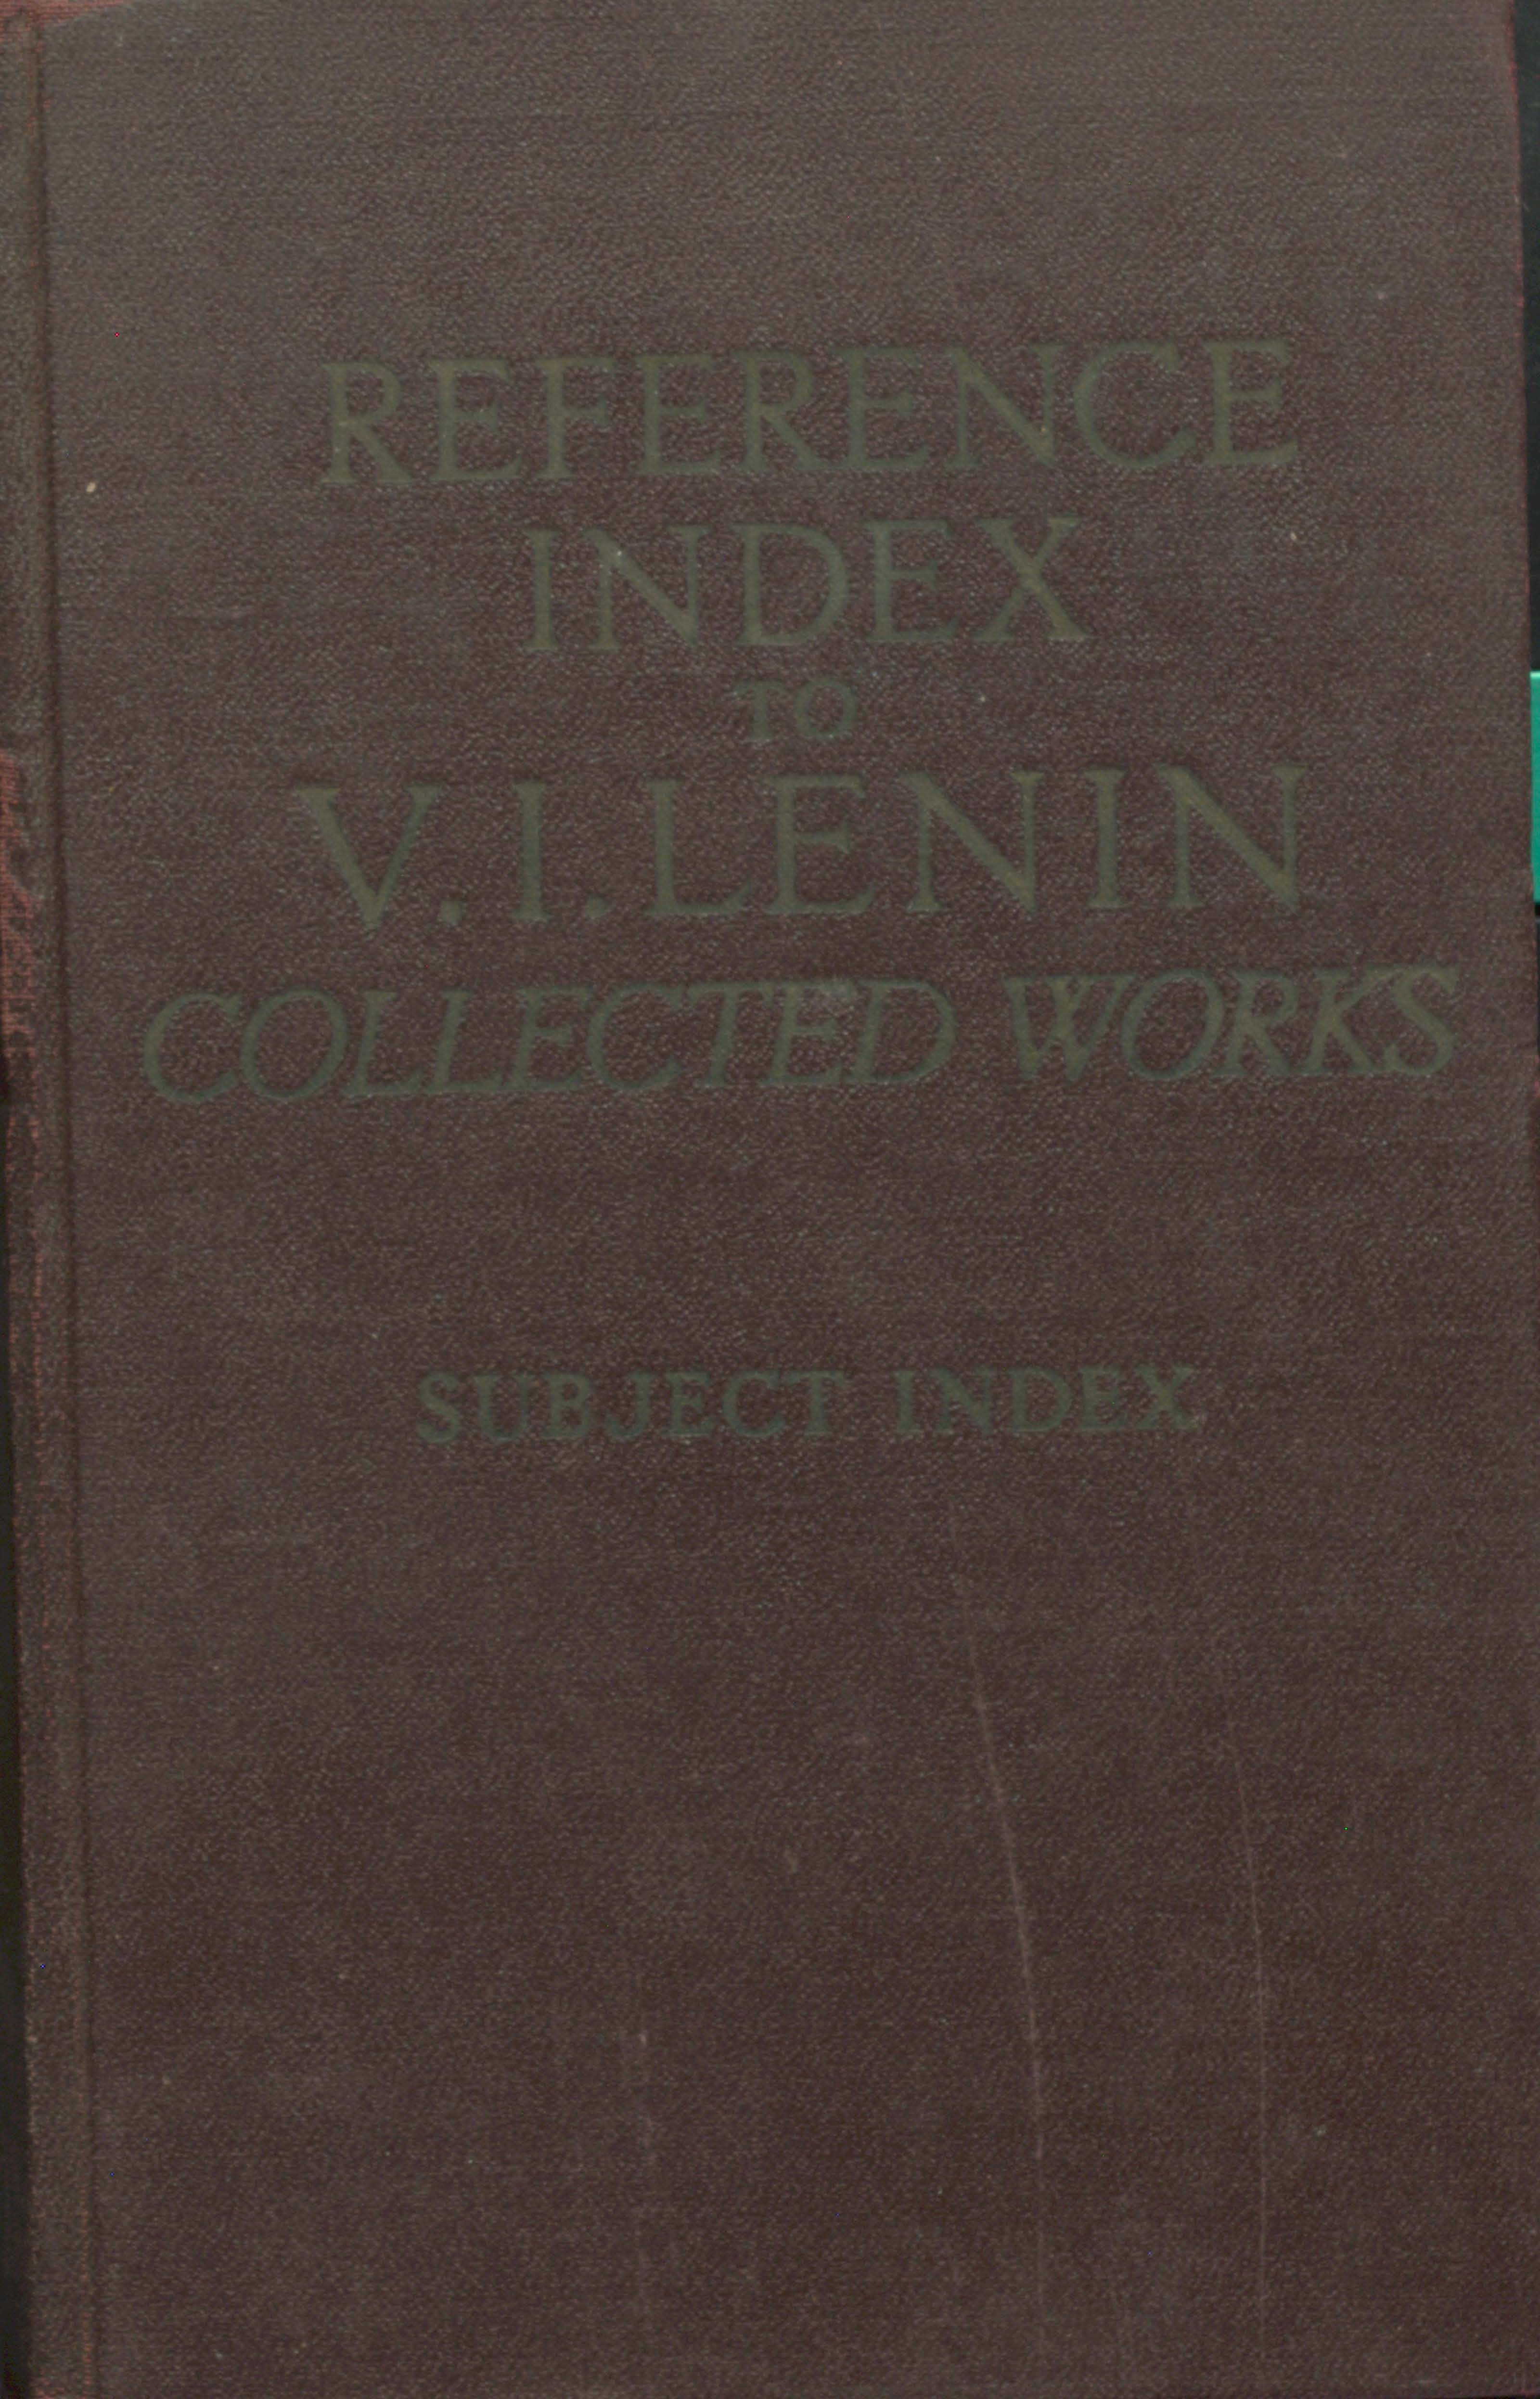 REFERENCE
INDEX
TO
V. I. LENIN
COLLECTED WORKS
SUBJECT INDEX